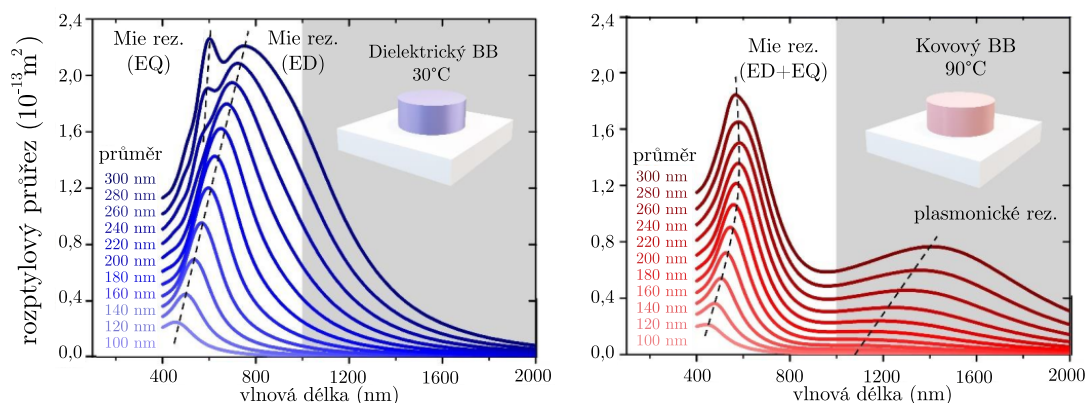 rozptylový průřez (10⁻¹³m²)
2,4
2,0
1,6
1,2
0,8
0,4
0,0
Mie rez.
(EQ)
Mie rez.
(ED)
Dielektrický BB
30°C
průměr
300 nm
280 nm
260 nm
240 nm
220 nm
200 nm
180 nm
160 nm
140 nm
120 nm
100 nm
400
800
1200
1600
2000
vlnová délka (nm)
2,4
2,0
1,6
1,2
0,8
0,4
0,0
Mie rez.
(ED+EQ)
Kovový BB
90°C
plasmonické rez.
průměr
300 nm
280 nm
260 nm
240 nm
220 nm
200 nm
180 nm
160 nm
140 nm
120 nm
100 nm
400
800
1200
1600
2000
vlnová délka (nm)